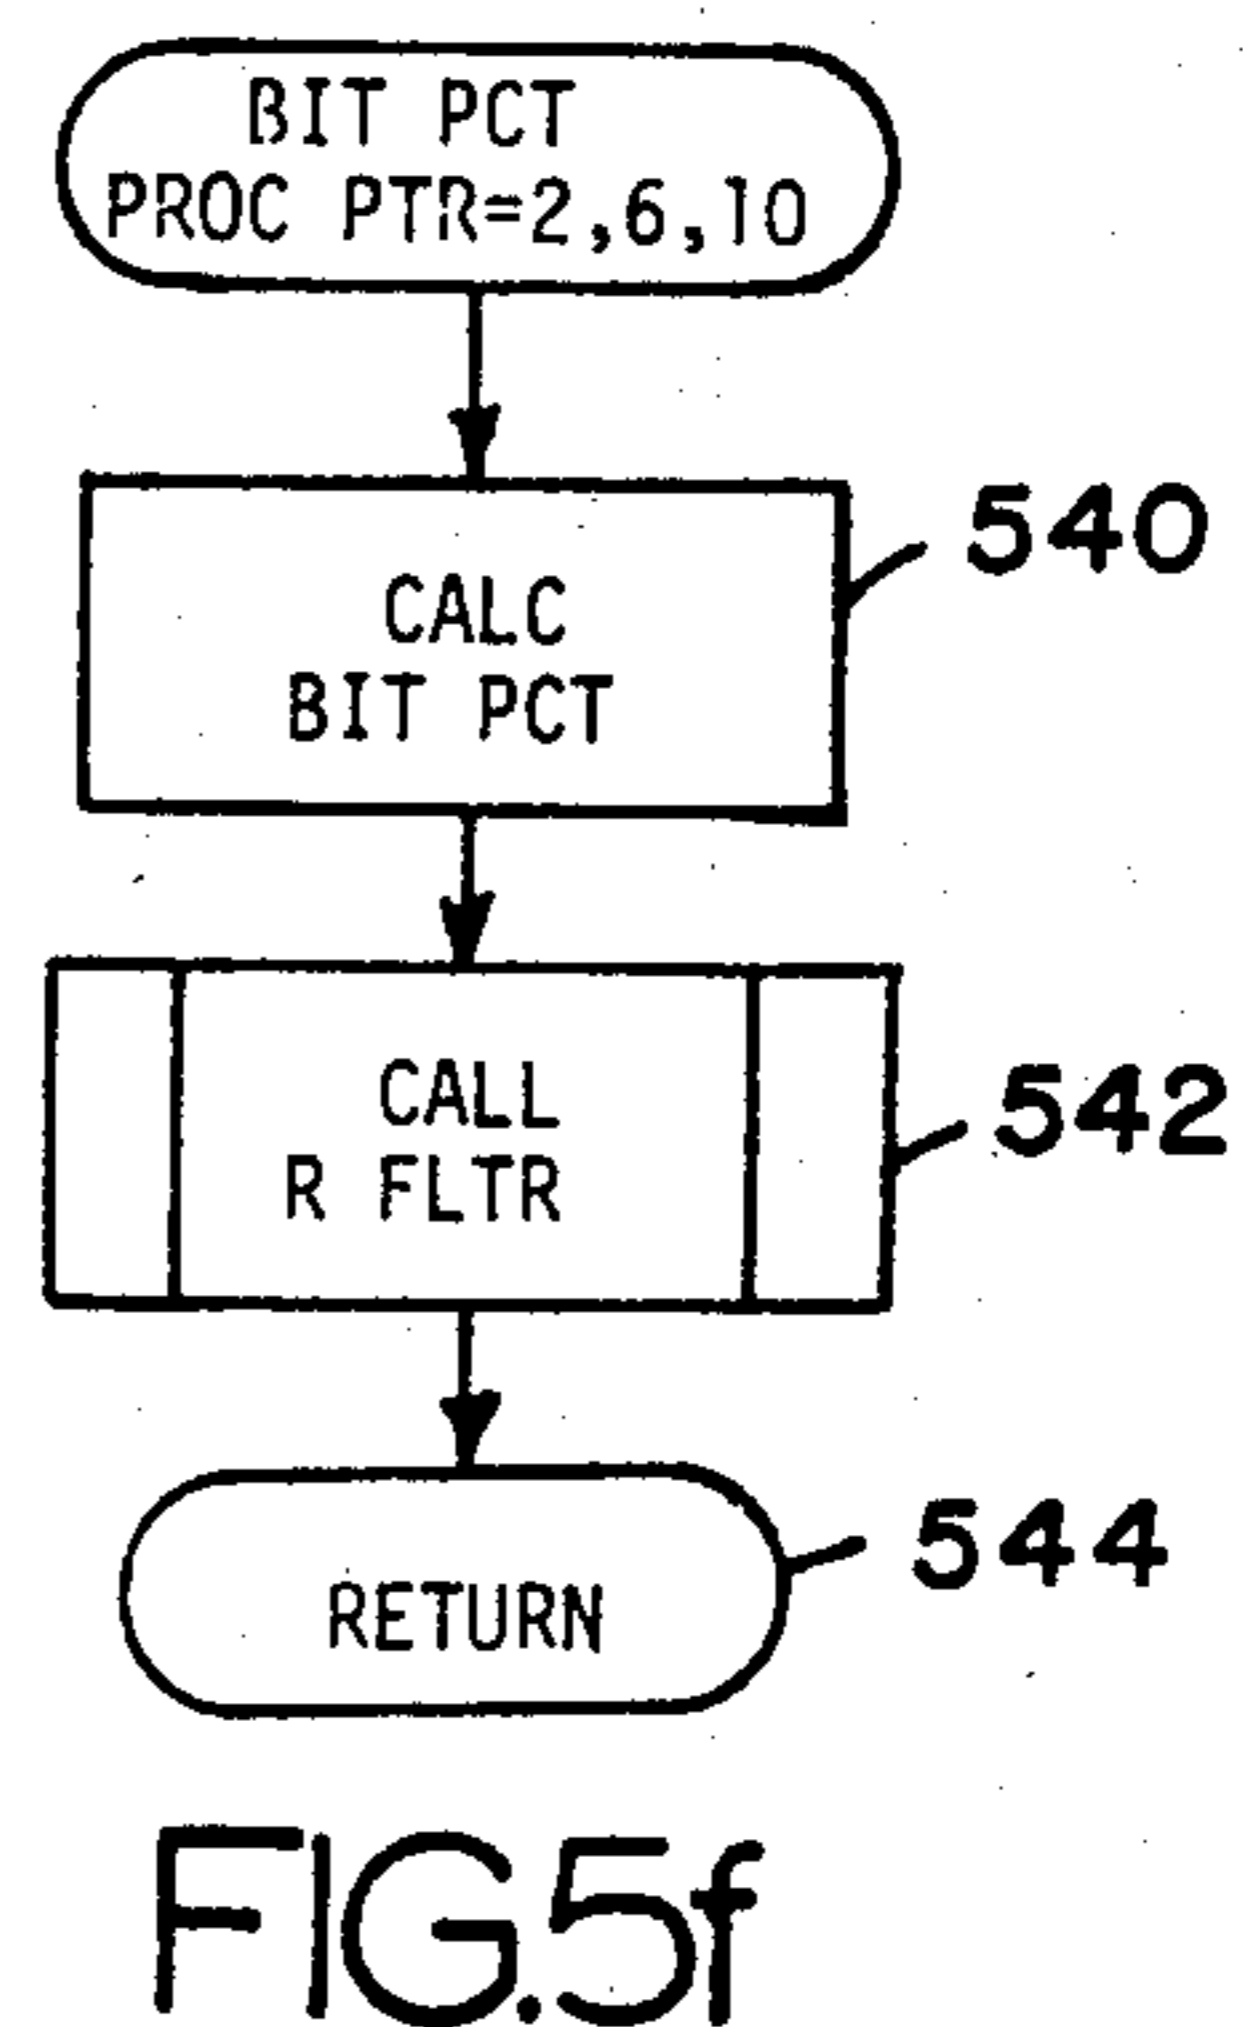 BIT PCT
PROC PTR=2,6,10
CALC
BIT PCT
540
CALL
R FLTR
542
RETURN
544
FIG.5f